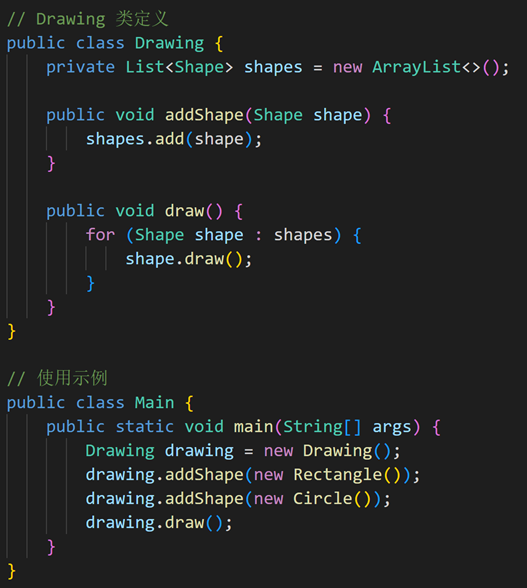 // Drawing 类定义
public class Drawing {
    private List<Shape> shapes = new ArrayList<>();

    public void addShape(Shape shape) {
        shapes.add(shape);
    }

    public void draw() {
        for (Shape shape : shapes) {
            shape.draw();
        }
    }
}

// 使用示例
public class Main {
    public static void main(String[] args) {
        Drawing drawing = new Drawing();
        drawing.addShape(new Rectangle());
        drawing.addShape(new Circle());
        drawing.draw();
    }
}